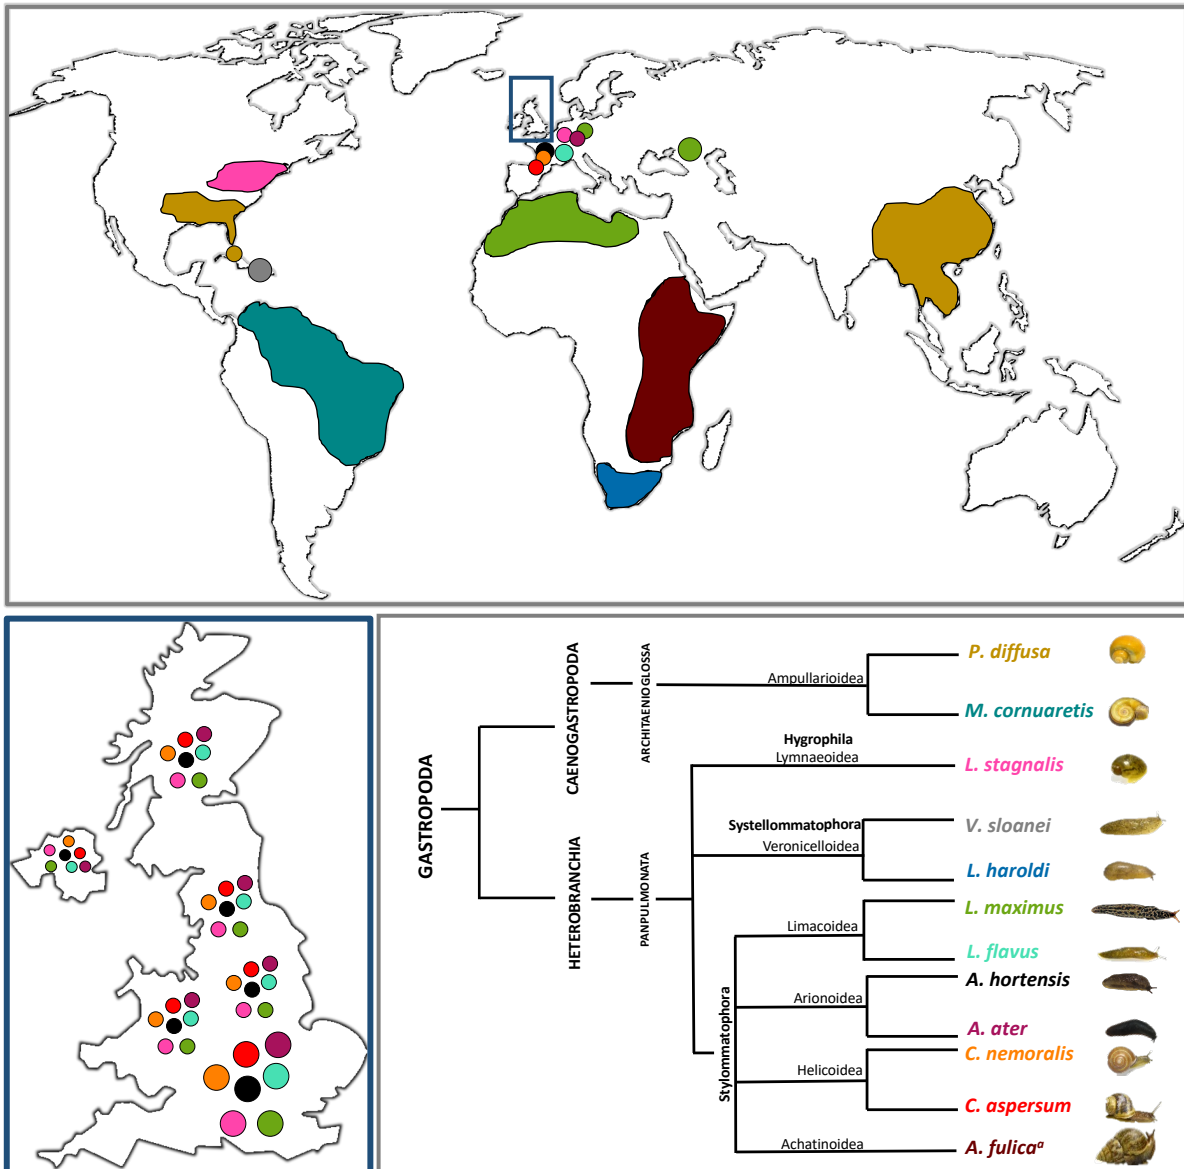 GASTROPODA
CAENOGASTROPODA
ARCHITAENIOGLOSSA
Ampullarioidea
P. diffusa
M. cornuaretis
HETEROBRANCHIA
PANPULMONATA
Hygrophila
Lymnaeoidea
L. stagnalis
Systellommatophora
Veronicelloidea
V. sloanei
L. haroldi
Stylommatophora
Limacoidea
L. maximus
L. flavus
Arionoidea
A. hortensis
A. ater
Helicoidea
C. nemoralis
C. aspersum
Achatinoidea
A. fulicaᵃ